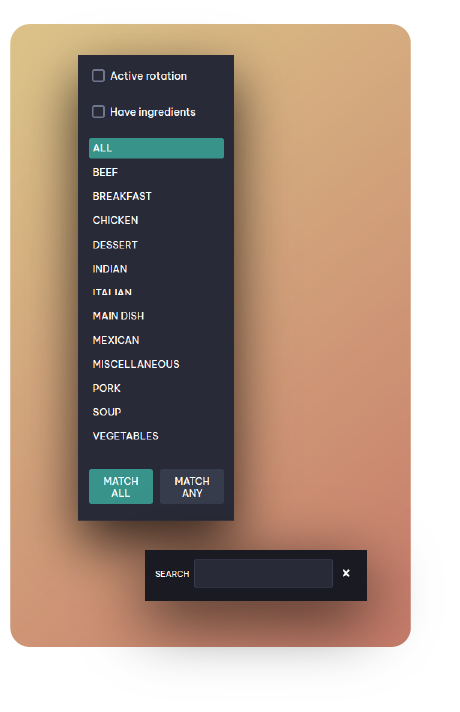 Active rotation
Have ingredients
ALL
BEEF
BREAKFAST
CHICKEN
DESSERT
INDIAN
ITALIAN
MAIN DISH
MEXICAN
MISCELLANEOUS
PORK
SOUP
VEGETABLES
MATCH ALL
MATCH ANY
SEARCH
×